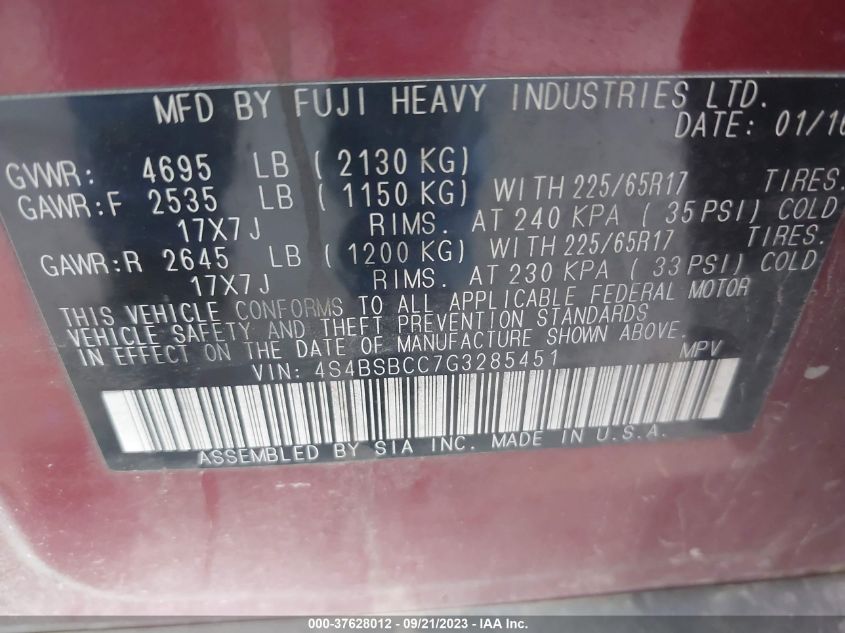 MFD BY FUJI HEAVY INDUSTRIES LTD.
DATE: 01/16
GVWR: 4695 LB ( 2130 KG)
GAWR:F 2535 LB ( 1150 KG) WITH 225/65R17 TIRES.
17X7J RIMS. AT 240 KPA ( 35 PSI) COLD
GAWR:R 2645 LB ( 1200 KG) WITH 225/65R17 TIRES.
17X7J RIMS. AT 230 KPA ( 33 PSI) COLD
THIS VEHICLE CONFORMS TO ALL APPLICABLE FEDERAL MOTOR
VEHICLE SAFETY AND THEFT PREVENTION STANDARDS
IN EFFECT ON THE DATE OF MANUFACTURE SHOWN ABOVE.
VIN: 4S4BSBCC7G3285451 MPV
ASSEMBLED BY SIA INC. MADE IN U.S.A.
000-37628012 - 09/21/2023 - IAA Inc.